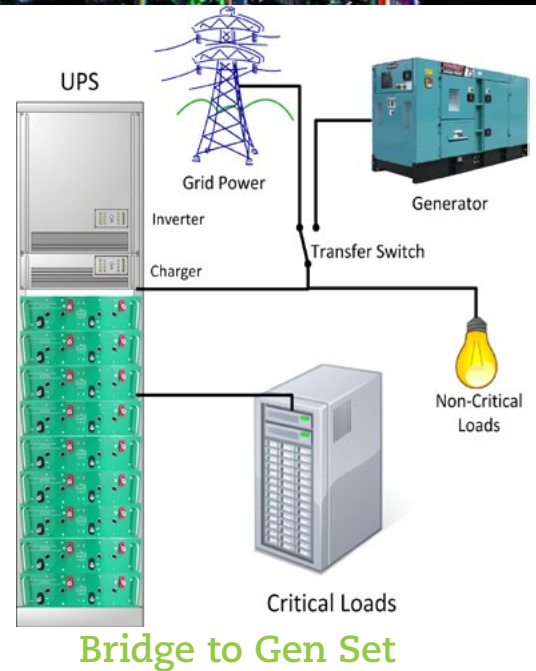 UPS
Grid Power
Generator
Inverter
Transfer Switch
Charger
Non-Critical
Loads
Critical Loads
Bridge to Gen Set